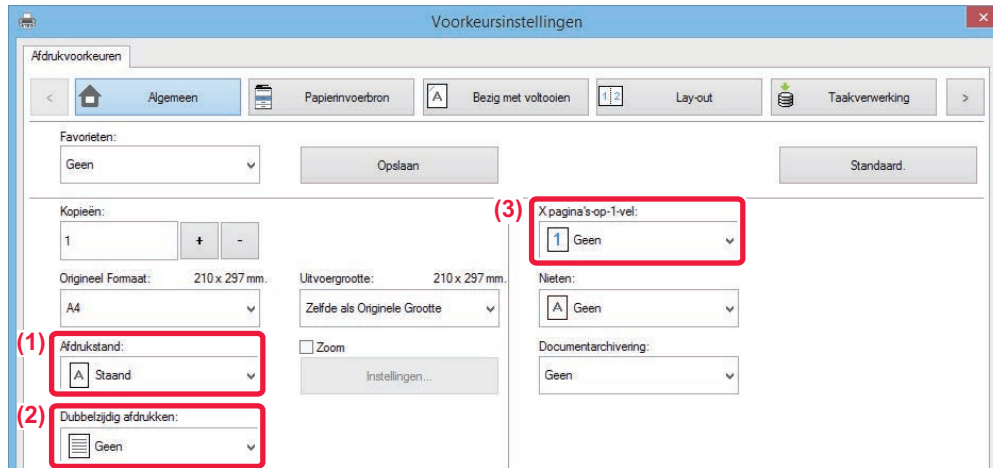 Voorkeursinstellingen
Afdrukvoorkeuren
< Algemeen Papierinvoerbron A Bezig met voltooien 1 2 Lay-out Taakverwerking >
Favorieten:
Geen Opslaan Standaard.
Kopieën:
1 + -
(3) X pagina's-op-1-vel:
1 Geen
Origineel Formaat: 210 x 297 mm. Uitvoergrootte: 210 x 297 mm. Nieten:
A4 Zelfde als Originele Grootte A Geen
(1) Afdrukstand: Zoom Documentarchivering:
A Staand Instellingen... Geen
(2) Dubbelzijdig afdrukken:
Geen